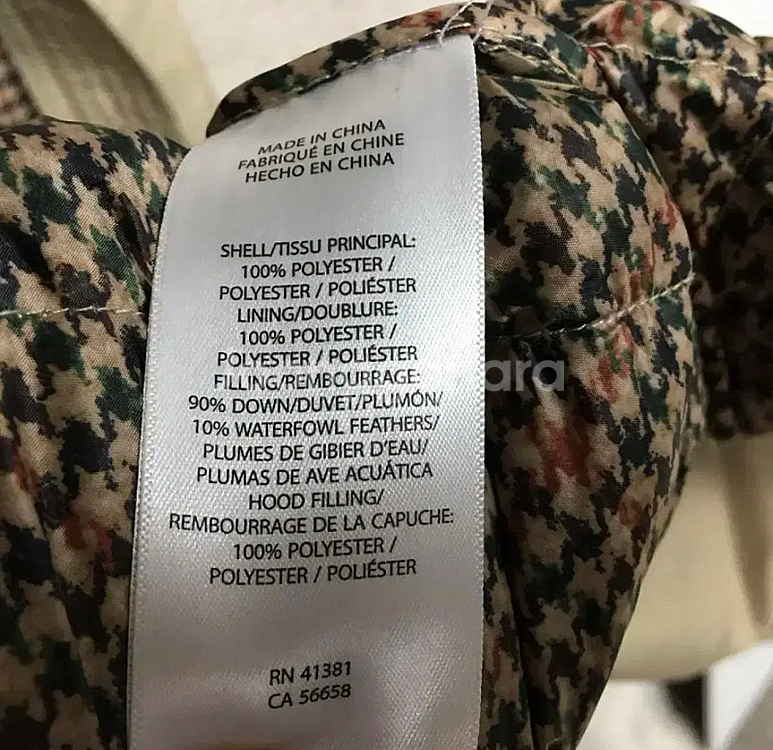 MADE IN CHINA
FABRIQUÉ EN CHINE
HECHO EN CHINA
SHELL/TISSU PRINCIPAL:
100% POLYESTER /
POLYESTER / POLIÉSTER
LINING/DOUBLURE:
100% POLYESTER /
POLYESTER / POLIÉSTER
FILLING/REMBOURRAGE:
90% DOWN/DUVET/PLUMÓN/
10% WATERFOWL FEATHERS/
PLUMES DE GIBIER D'EAU/
PLUMAS DE AVE ACUÁTICA
HOOD FILLING/
REMBOURRAGE DE LA CAPUCHE:
100% POLYESTER /
POLYESTER / POLIÉSTER
RN 41381
CA 56658